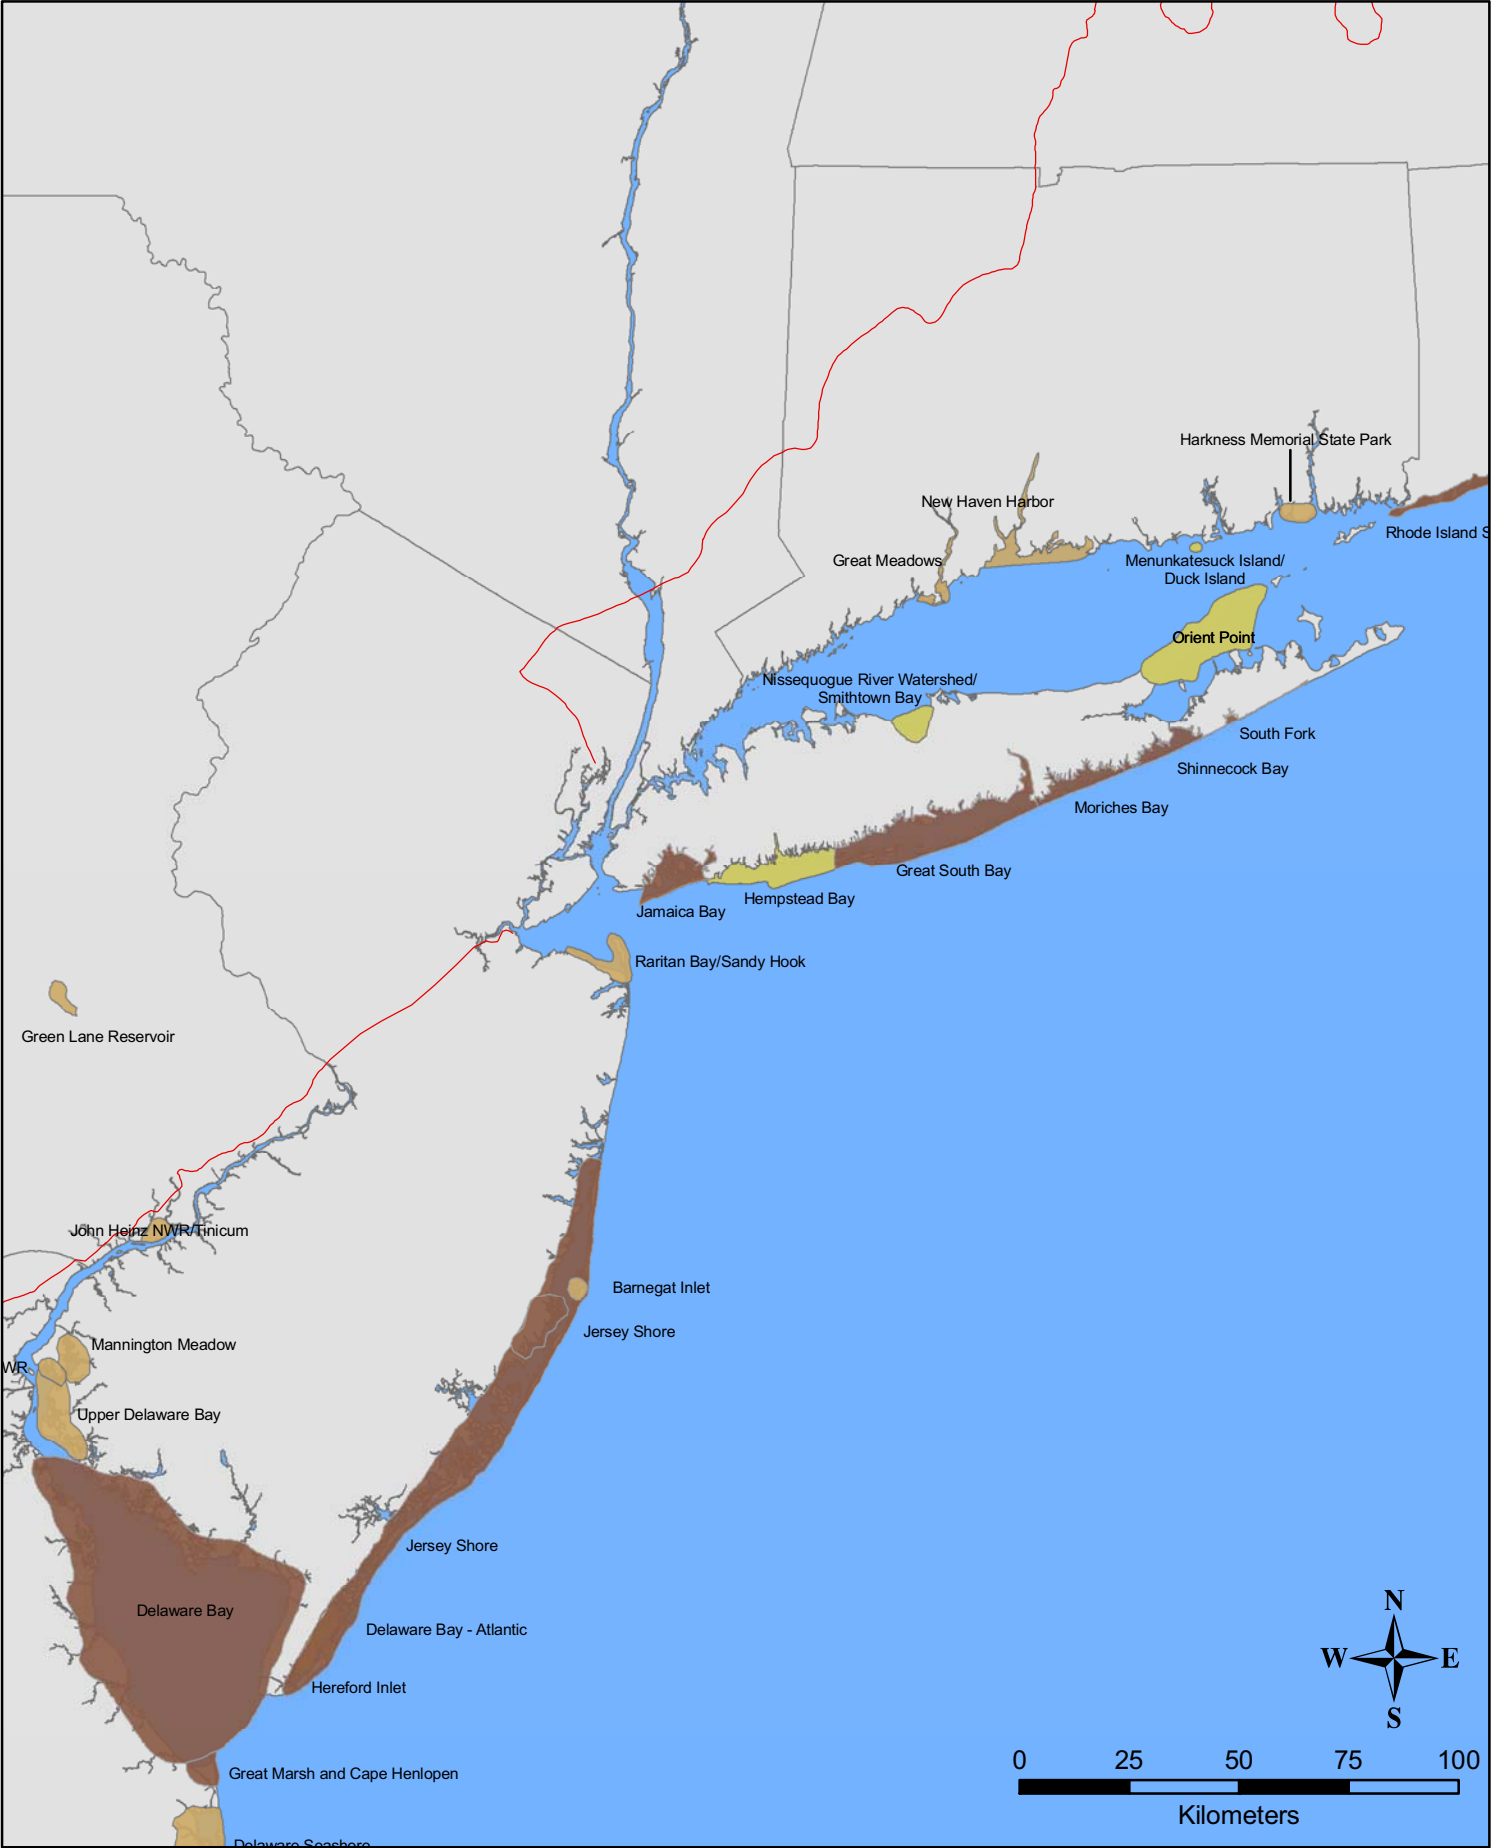 Harkness Memorial State Park
New Haven Harbor
Rhode Island S
Great Meadows
Menunkatesuck Island/
Duck Island
Orient Point
Nissequogue River Watershed/
Smithtown Bay
South Fork
Shinnecock Bay
Moriches Bay
Great South Bay
Hempstead Bay
Jamaica Bay
Raritan Bay/Sandy Hook
Green Lane Reservoir
John Heinz NWR/Tinicum
Barnegat Inlet
Jersey Shore
Mannington Meadow
WR
Upper Delaware Bay
Jersey Shore
Delaware Bay
Delaware Bay - Atlantic
Hereford Inlet
Great Marsh and Cape Henlopen
Delaware Seashore
N
W E
S
0 25 50 75 100
Kilometers